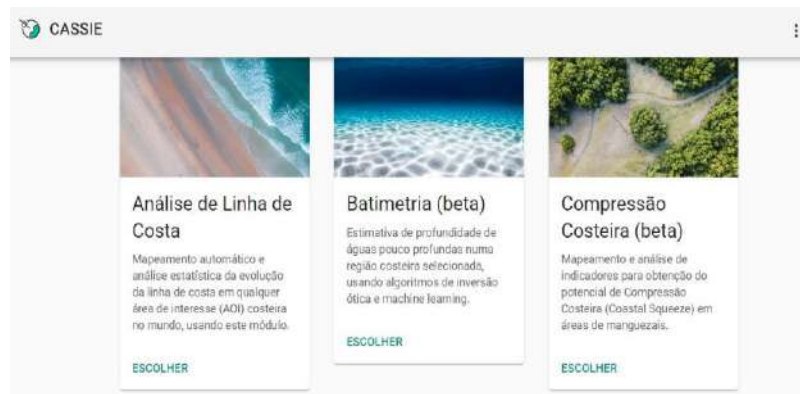 CASSIE
Análise de Linha de
Costa
Mapeamento automático e
análise estatística da evolução
da linha de costa em qualquer
área de interesse (AOI) costeira
no mundo, usando este módulo.
ESCOLHER
Batimetria (beta)
Estimativa de profundidade de
águas pouco profundas numa
região costeira selecionada,
usando algoritmos de inversão
ótica e machine learning.
ESCOLHER
Compressão
Costeira (beta)
Mapeamento e análise de
indicadores para obtenção do
potencial de Compressão
Costeira (Coastal Squeeze) em
áreas de manguezais.
ESCOLHER